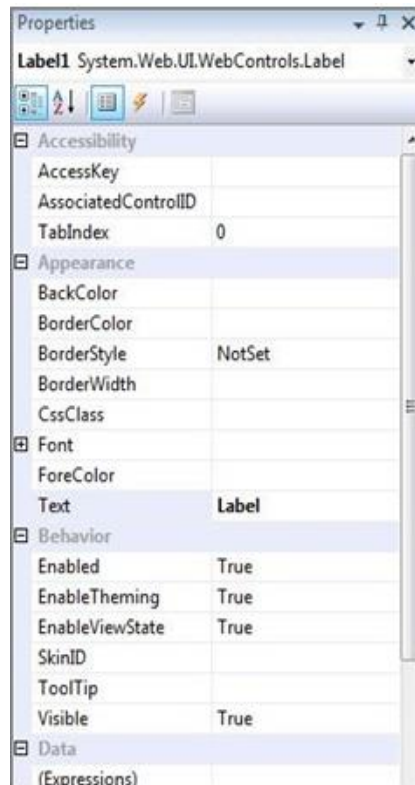 Properties
Label1 System.Web.UI.WebControls.Label
A
Z
Accessibility
AccessKey
AssociatedControlID
TabIndex 0
Appearance
BackColor
BorderColor
BorderStyle NotSet
BorderWidth
CssClass
Font
ForeColor
Text Label
Behavior
Enabled True
EnableTheming True
EnableViewState True
SkinID
ToolTip
Visible True
Data
(Expressions)